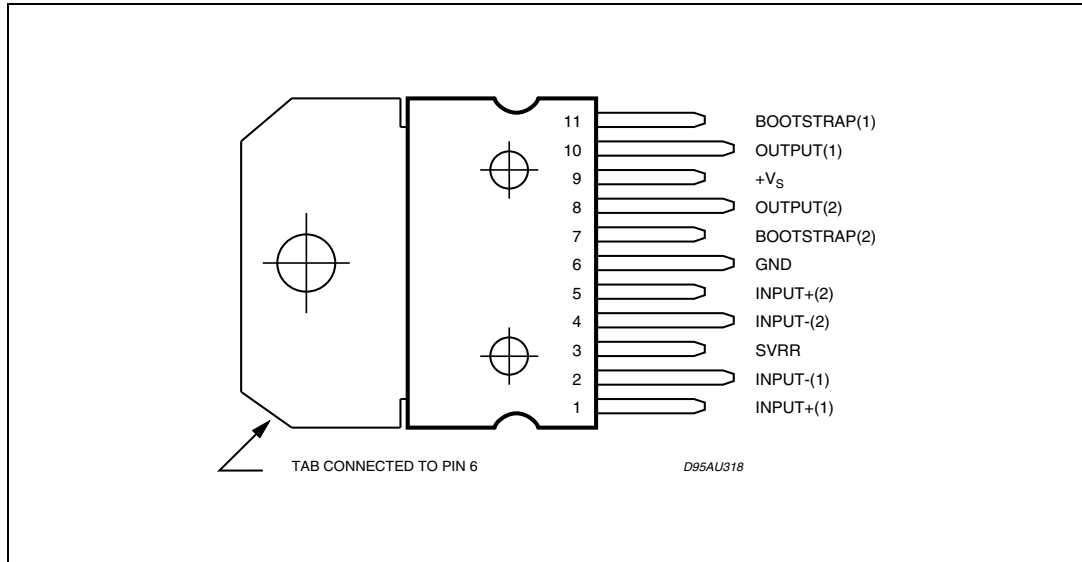 11 BOOTSTRAP(1)
10 OUTPUT(1)
9 +VS
8 OUTPUT(2)
7 BOOTSTRAP(2)
6 GND
5 INPUT+(2)
4 INPUT-(2)
3 SVRR
2 INPUT-(1)
1 INPUT+(1)
TAB CONNECTED TO PIN 6
D95AU318